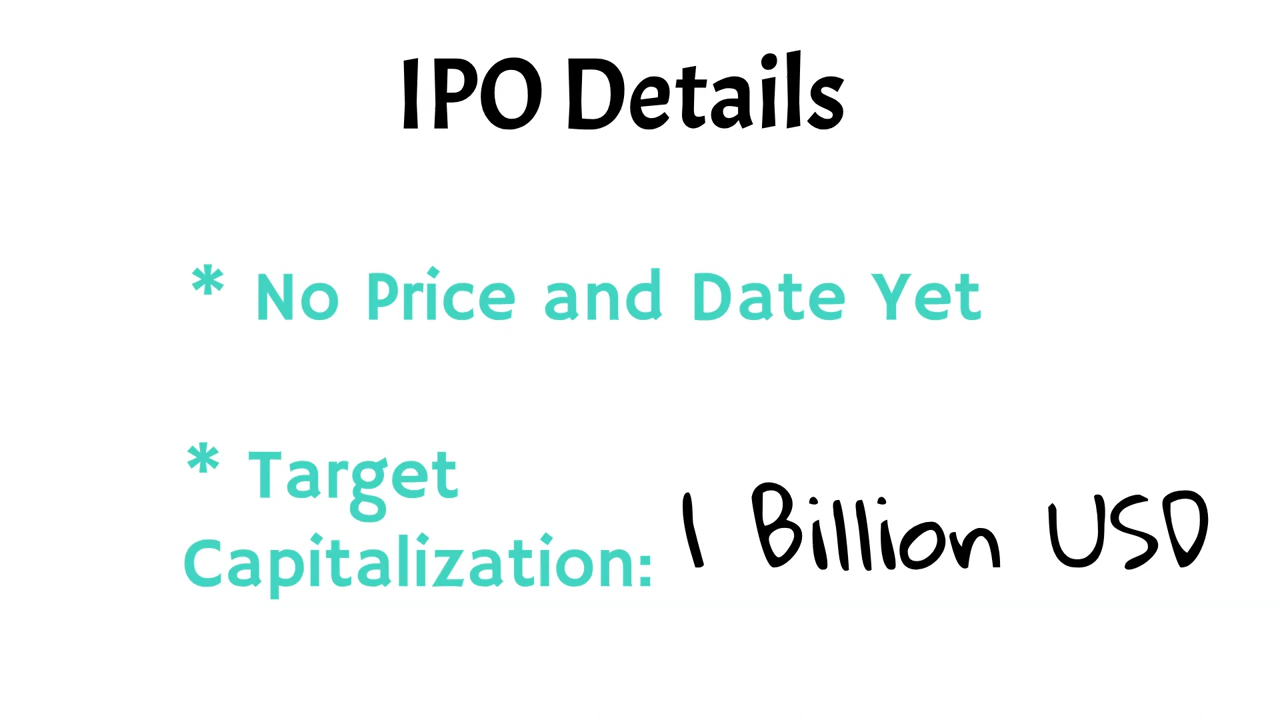 IPO Details
* No Price and Date Yet
* Target
Capitalization: 1 Billion USD